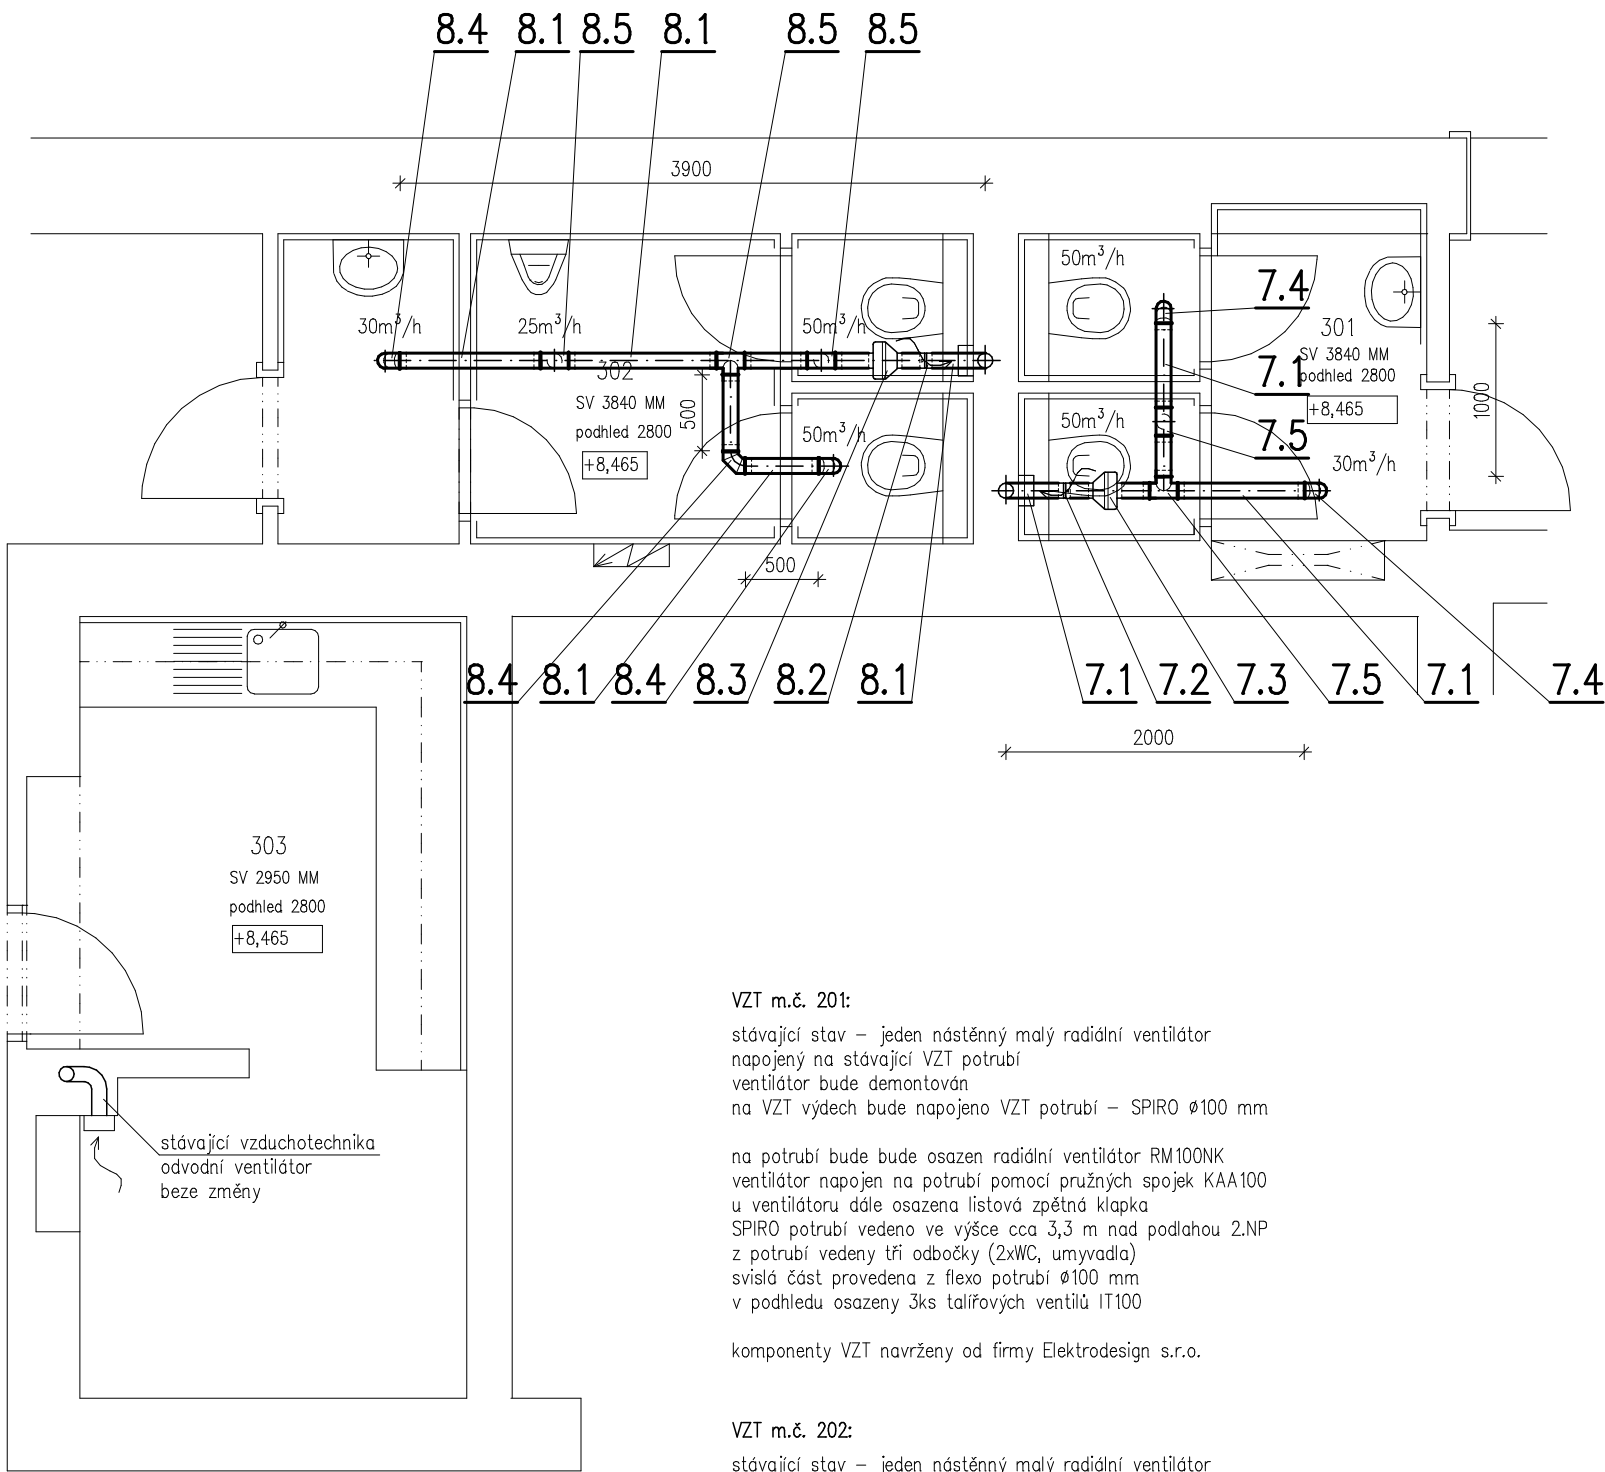 8.4 8.1 8.5 8.1 8.5 8.5
3900
50m³/h
50m³/h
7.4
30m³/h 25m³/h 50m³/h
301
SV 3840 MM
podhled 2800
+8,465
7.1
1000
302
SV 3840 MM
podhled 2800
+8,465
500
50m³/h
7.5
30m³/h
500
8.4 8.1 8.4 8.3 8.2 8.1 7.1 7.2 7.3 7.5 7.1 7.4
2000
303
SV 2950 MM
podhled 2800
+8,465
stávající vzduchotechnika
odvodní ventilátor
beze změny
VZT m.č. 201:
stávající stav – jeden nástěnný malý radiální ventilátor
napojený na stávající VZT potrubí
ventilátor bude demontován
na VZT výdech bude napojeno VZT potrubí – SPIRO ø100 mm
na potrubí bude bude osazen radiální ventilátor RM100NK
ventilátor napojen na potrubí pomocí pružných spojek KAA100
u ventilátoru dále osazena listová zpětná klapka
SPIRO potrubí vedeno ve výšce cca 3,3 m nad podlahou 2.NP
z potrubí vedeny tři odbočky (2xWC, umyvadla)
svislá část provedena z flexo potrubí ø100 mm
v podhledu osazeny 3ks talířových ventilů IT100
komponenty VZT navrženy od firmy Elektrodesign s.r.o.
VZT m.č. 202:
stávající stav – jeden nástěnný malý radiální ventilátor